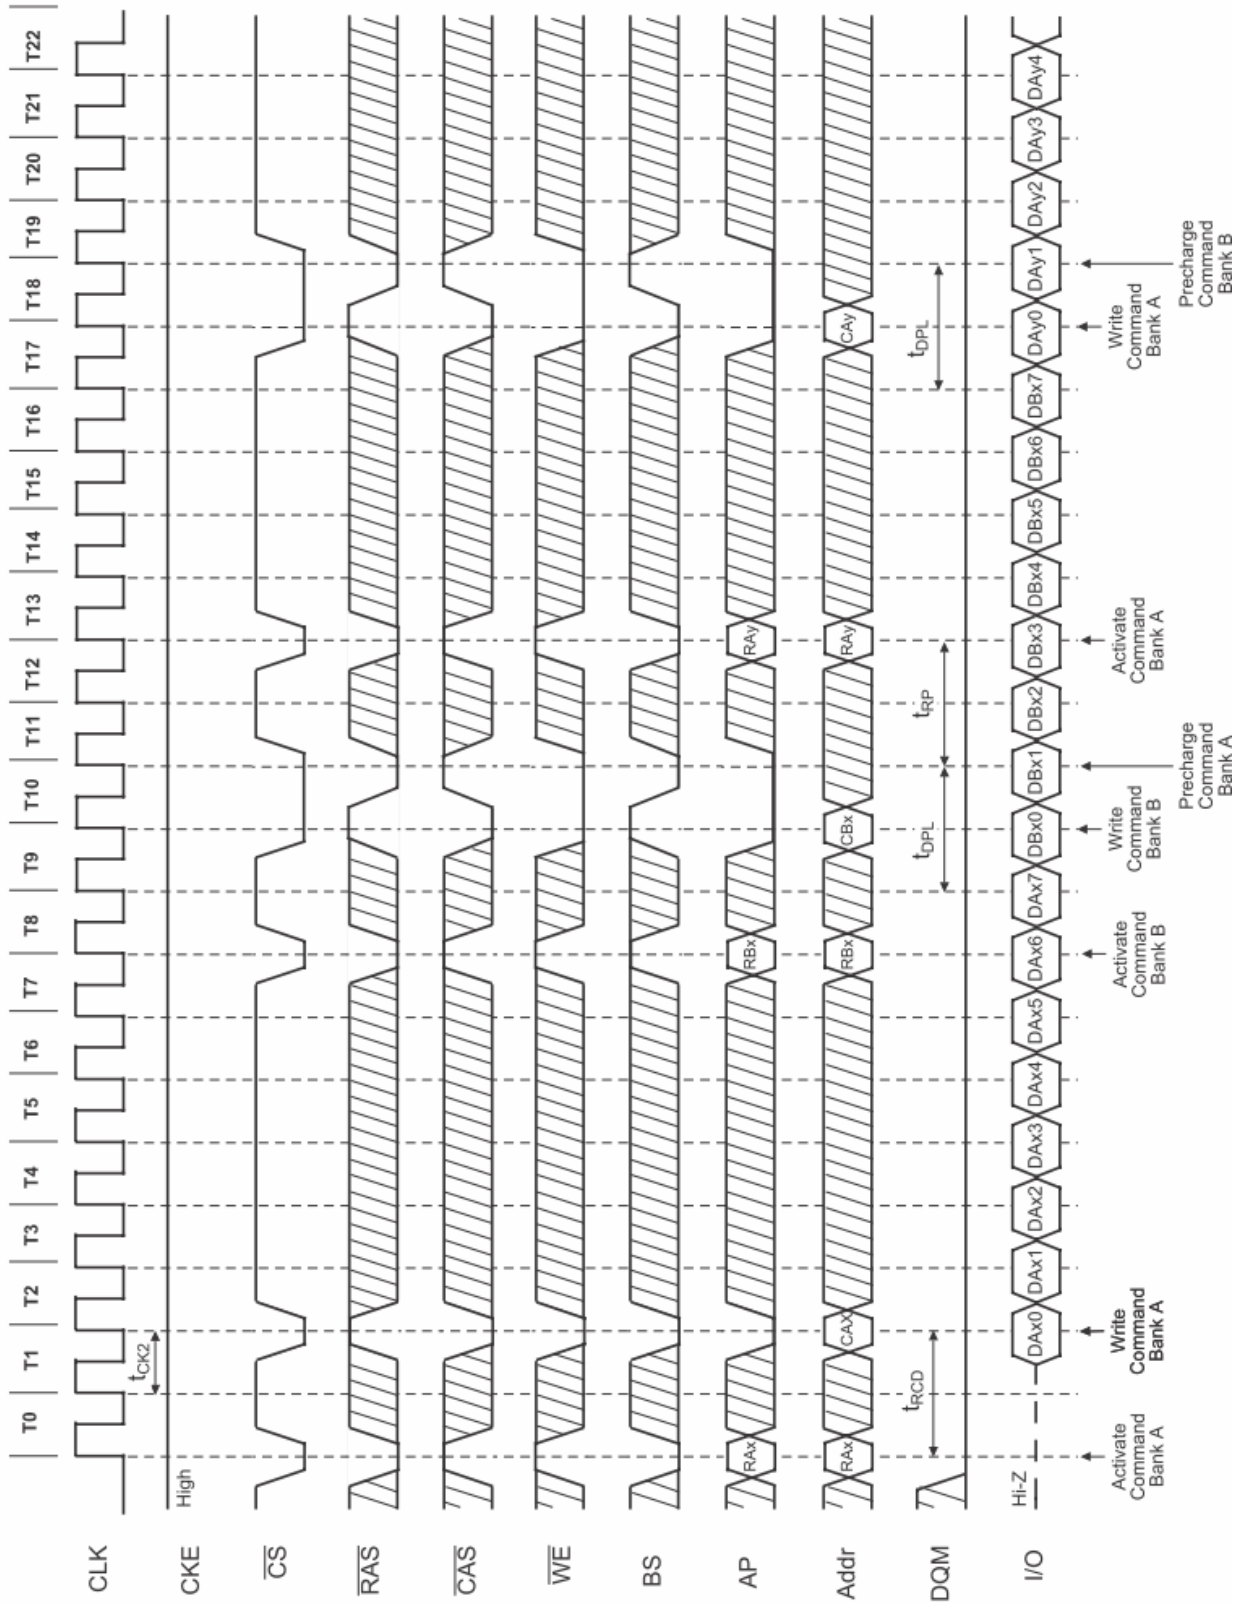 T0 T1 T2 T3 T4 T5 T6 T7 T8 T9 T10 T11 T12 T13 T14 T15 T16 T17 T18 T19 T20 T21 T22
CLK
tCK2
CKE
High
CS
RAS
CAS
WE
BS
AP
RAx RBx RAy
Addr
RAx CAX RBx CBx RAy CAy
DQM
tRCD tDPL tRP tDPL
I/O
Hi-Z
DAx0 DAx1 DAx2 DAx3 DAx4 DAx5 DAx6 DAx7 DBx0 DBx1 DBx2 DBx3 DBx4 DBx5 DBx6 DBx7 DAy0 DAy1 DAy2 DAy3 DAy4
Activate
Command
Bank A
Write
Command
Bank A
Activate
Command
Bank B
Write
Command
Bank B
Precharge
Command
Bank A
Activate
Command
Bank A
Write
Command
Bank A
Precharge
Command
Bank B